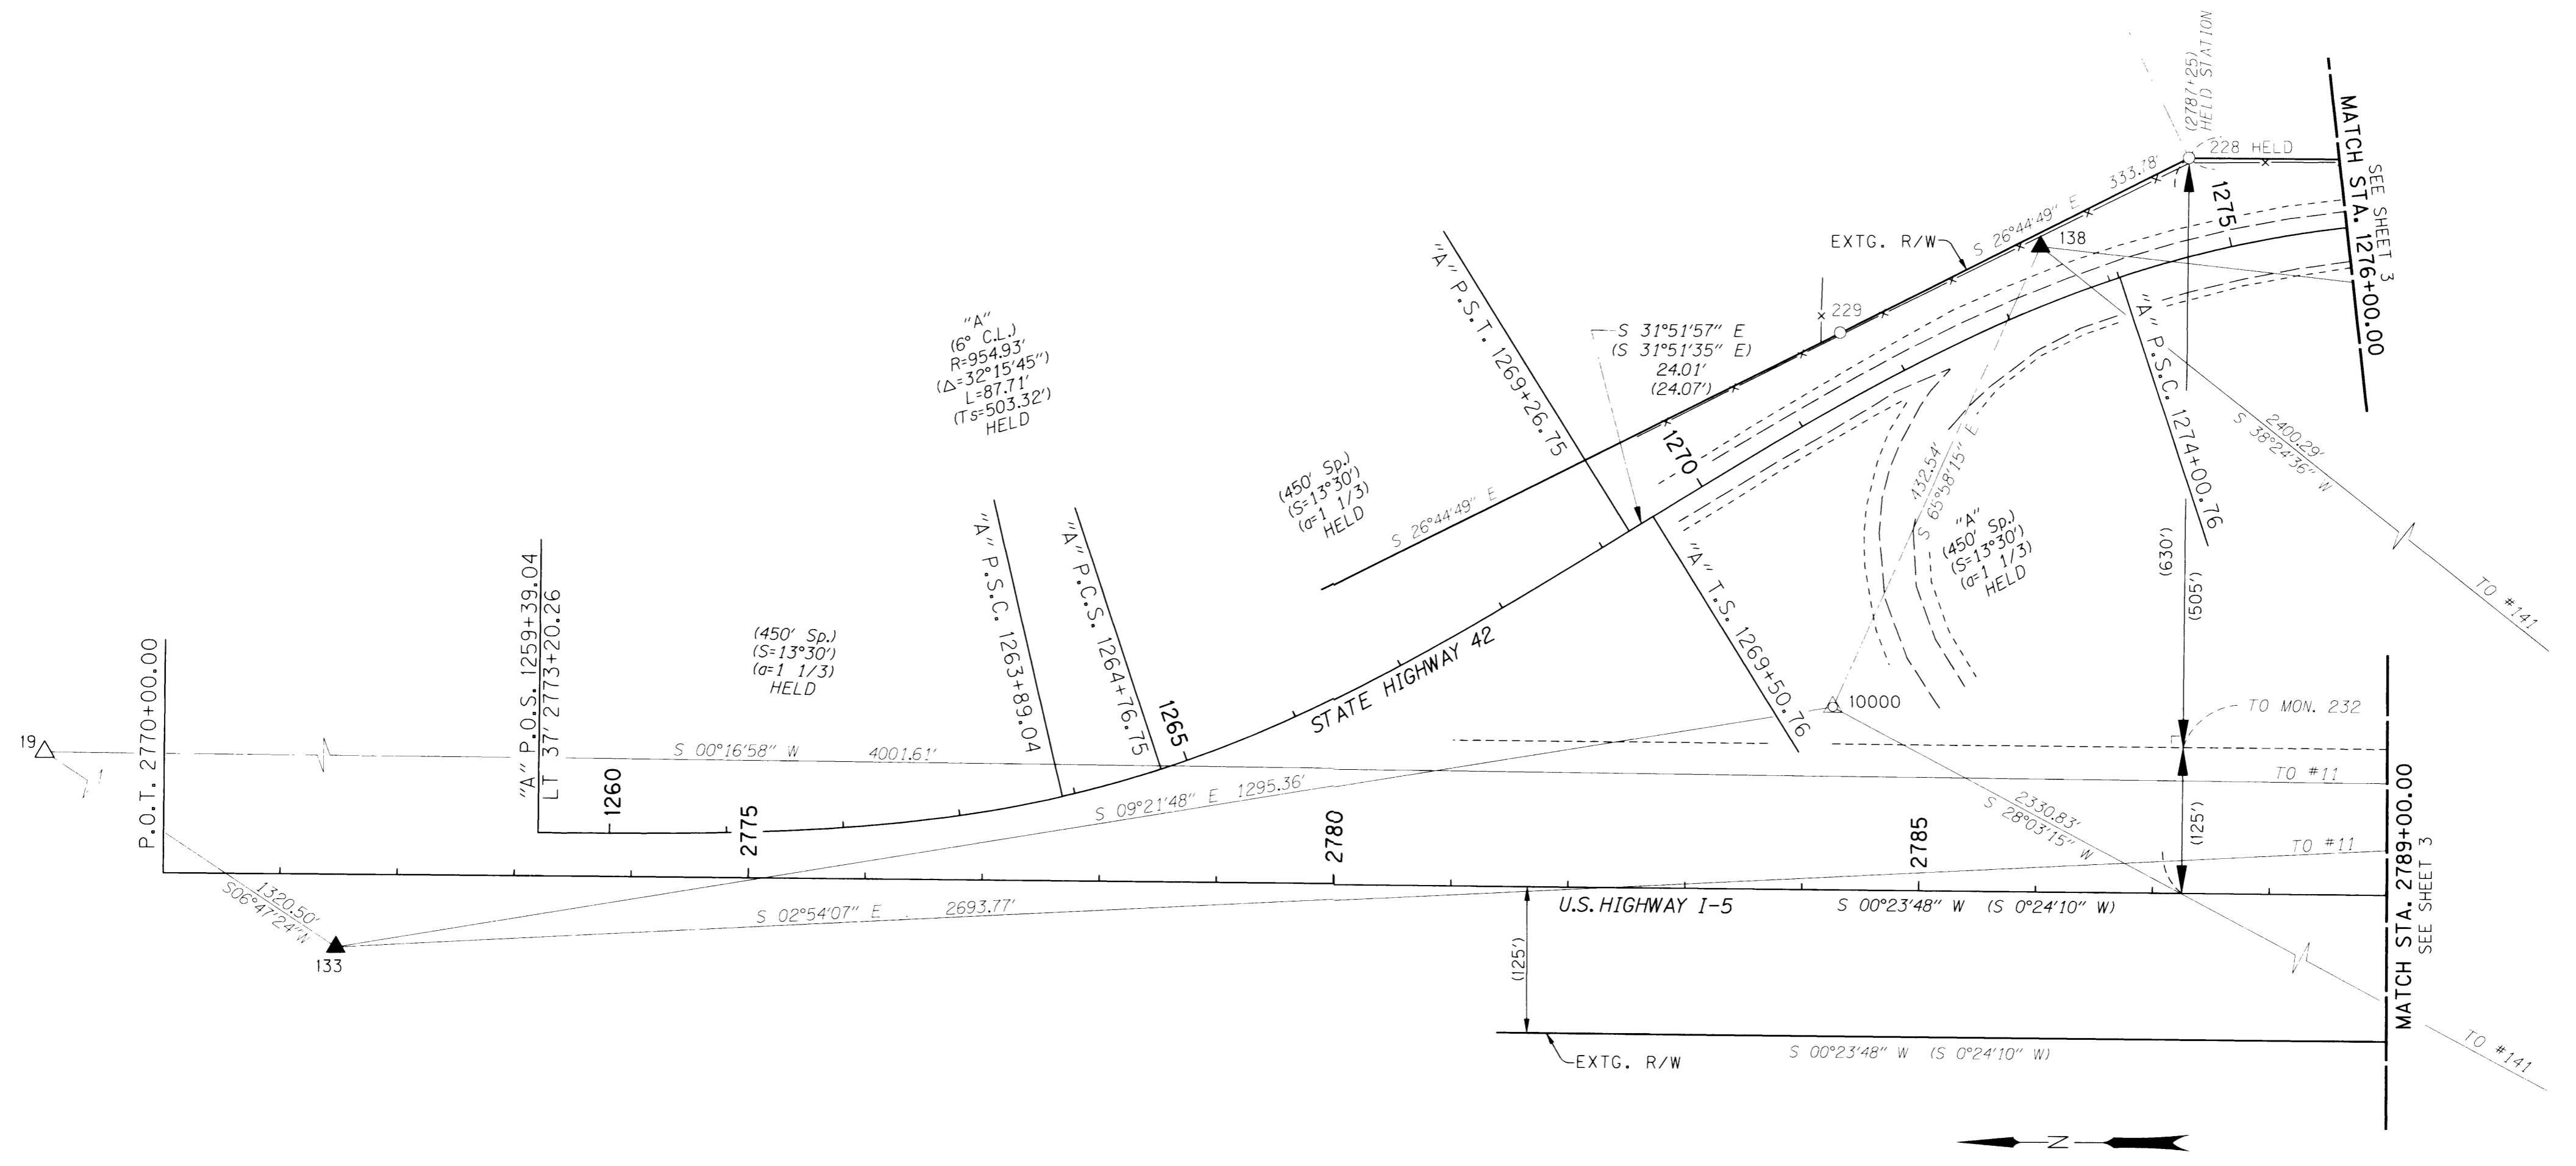 (2787+25)
HELD STATION
228 HELD
MATCH STA. 1276+00.00
SEE SHEET 3
1275
333.18'
S 26°44'49" E
EXTG. R/W
138
229
"A" P.S.T. 1269+26.75
S 31°51'57" E
(S 31°51'35" E)
24.01'
(24.07')
"A"
(6° C.L.)
R=954.93'
(Δ=32°15'45")
L=87.71'
(Ts=503.32')
HELD
"A" P.S.C. 1274+00.76
2400.29'
S 38°24'36" W
TO #141
1270
(450' Sp.)
(S=13°30')
(a=1 1/3)
HELD
S 26°44'49" E
432.54'
S 65°58'15" E
"A"
(450' Sp.)
(S=13°30')
(a=1 1/3)
HELD
(630')
(505')
"A" P.O.S. 1259+39.04
LT 37' 2773+20.26
"A" P.S.C. 1263+89.04
"A" P.C.S. 1264+76.75
"A" T.S. 1269+50.76
P.O.T. 2770+00.00
(450' Sp.)
(S=13°30')
(a=1 1/3)
HELD
STATE HIGHWAY 42
1265
10000
TO MON. 232
19
S 00°16'58" W 4001.61'
TO #11
1260
2775
S 09°21'48" E 1295.36'
2780
2785
2330.83'
S 28°03'15" W
(125')
TO #11
MATCH STA. 2789+00.00
SEE SHEET 3
1320.50'
S06°47'24"W
133
S 02°54'07" E 2693.77'
U.S. HIGHWAY I-5
S 00°23'48" W (S 0°24'10" W)
(125')
EXTG. R/W
S 00°23'48" W (S 0°24'10" W)
TO #141
N